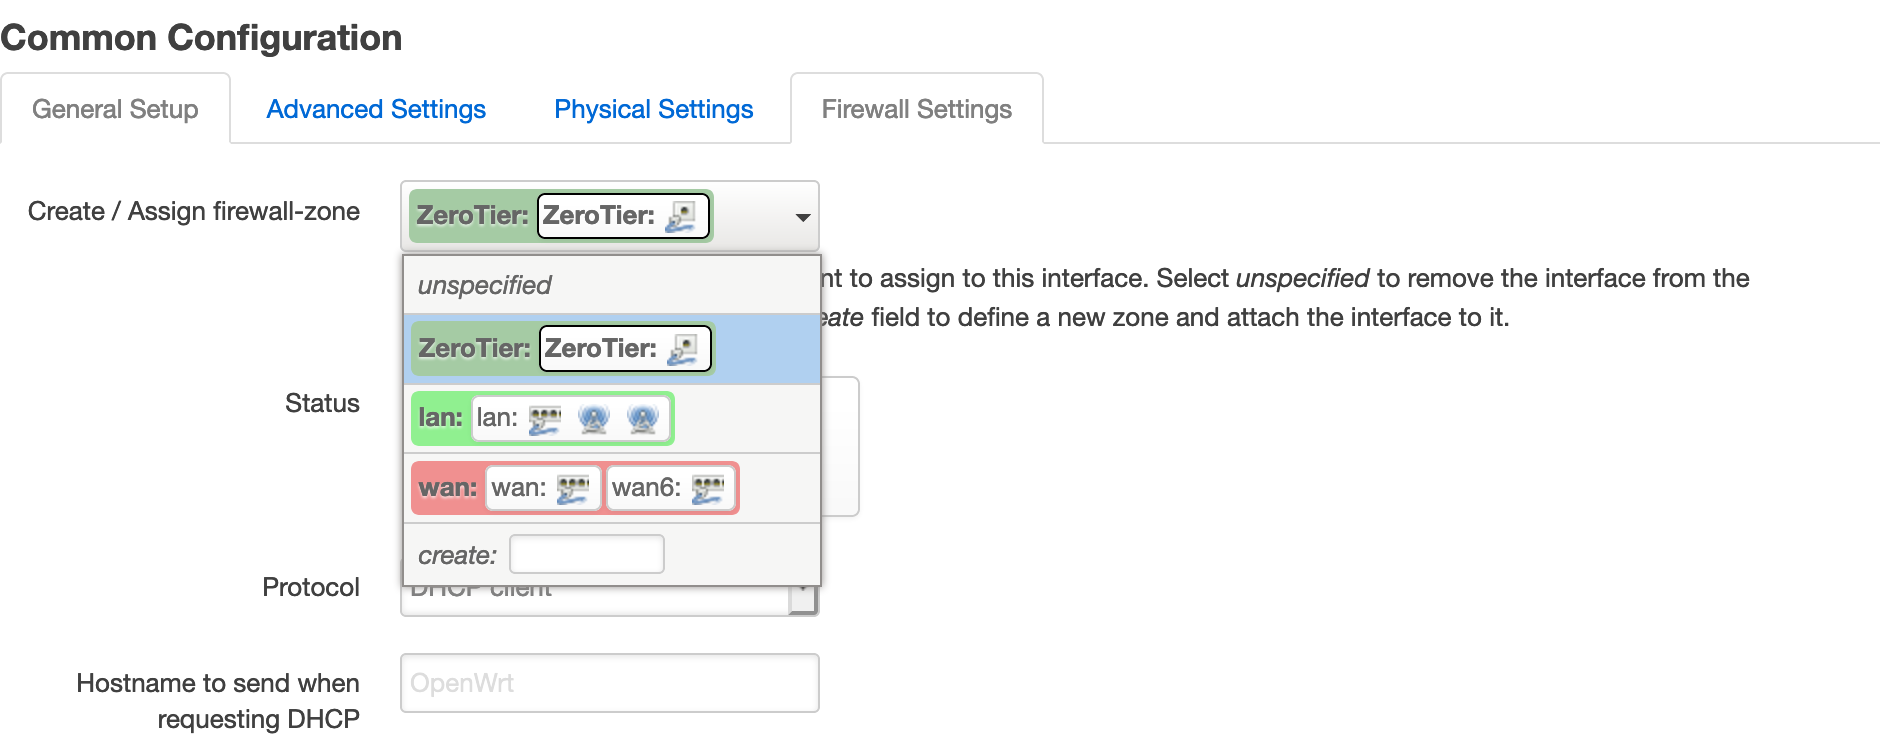 Common Configuration
General Setup
Advanced Settings
Physical Settings
Firewall Settings
Create / Assign firewall-zone
ZeroTier: ZeroTier:
unspecified
to assign to this interface. Select unspecified to remove the interface from the
field to define a new zone and attach the interface to it.
ZeroTier: ZeroTier:
Status
lan: lan:
wan: wan: wan6:
create:
Protocol
DHCP client
Hostname to send when
requesting DHCP
OpenWrt